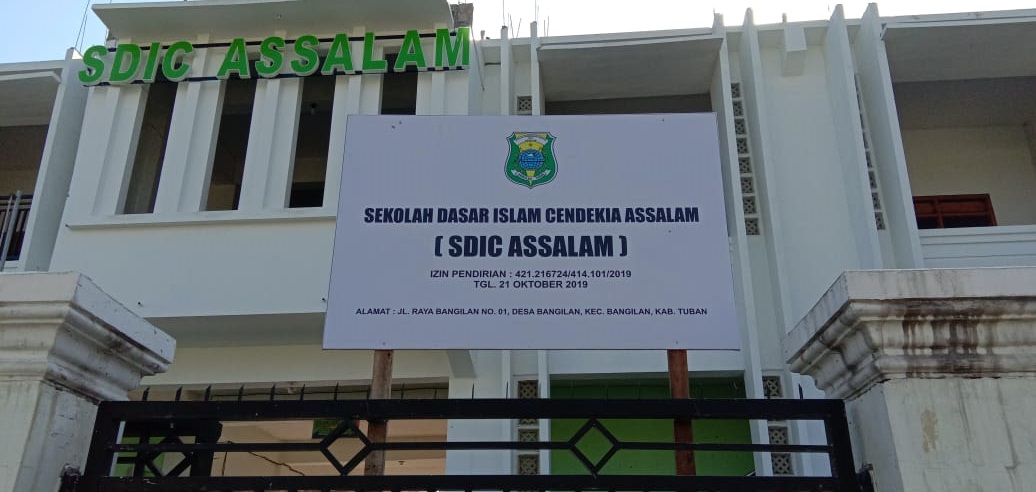 SDIC ASSALAM
SEKOLAH DASAR ISLAM CENDEKIA ASSALAM
( SDIC ASSALAM )
IZIN PENDIRIAN : 421.216724/414.101/2019
TGL. 21 OKTOBER 2019
ALAMAT : JL. RAYA BANGILAN NO. 01, DESA BANGILAN, KEC. BANGILAN, KAB. TUBAN